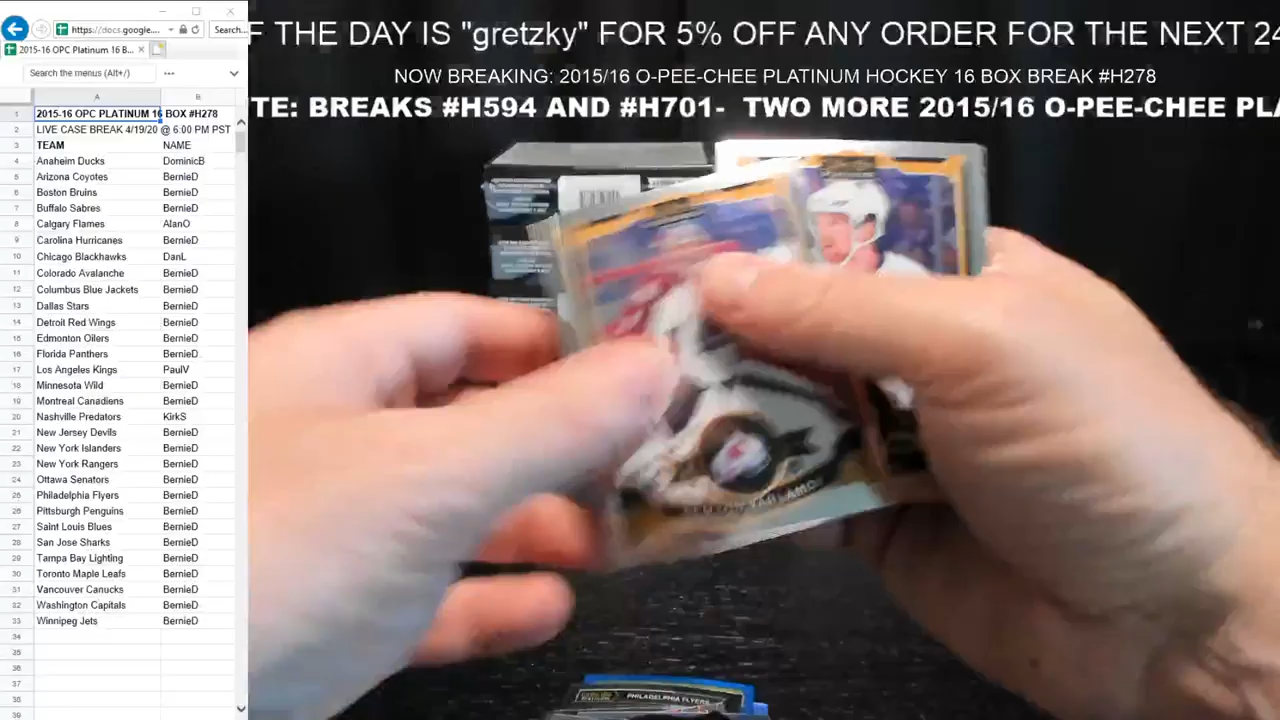 F THE DAY IS "gretzky" FOR 5% OFF ANY ORDER FOR THE NEXT 24
NOW BREAKING: 2015/16 O-PEE-CHEE PLATINUM HOCKEY 16 BOX BREAK #H278
TE: BREAKS #H594 AND #H701- TWO MORE 2015/16 O-PEE-CHEE PLA
https://docs.google....
Search...
2015-16 OPC Platinum 16 B...
Search the menus (Alt+/)
A B
1 2015-16 OPC PLATINUM 16 BOX #H278
2 LIVE CASE BREAK 4/19/20 @ 6:00 PM PST
3 TEAM NAME
4 Anaheim Ducks DominicB
5 Arizona Coyotes BernieD
6 Boston Bruins BernieD
7 Buffalo Sabres BernieD
8 Calgary Flames AlanO
9 Carolina Hurricanes BernieD
10 Chicago Blackhawks DanL
11 Colorado Avalanche BernieD
12 Columbus Blue Jackets BernieD
13 Dallas Stars BernieD
14 Detroit Red Wings BernieD
15 Edmonton Oilers BernieD
16 Florida Panthers BernieD
17 Los Angeles Kings PaulV
18 Minnesota Wild BernieD
19 Montreal Canadiens BernieD
20 Nashville Predators KirkS
21 New Jersey Devils BernieD
22 New York Islanders BernieD
23 New York Rangers BernieD
24 Ottawa Senators BernieD
25 Philadelphia Flyers BernieD
26 Pittsburgh Penguins BernieD
27 Saint Louis Blues BernieD
28 San Jose Sharks BernieD
29 Tampa Bay Lighting BernieD
30 Toronto Maple Leafs BernieD
31 Vancouver Canucks BernieD
32 Washington Capitals BernieD
33 Winnipeg Jets BernieD
34
35
36
37
38
39
PHILADELPHIA FLYERS